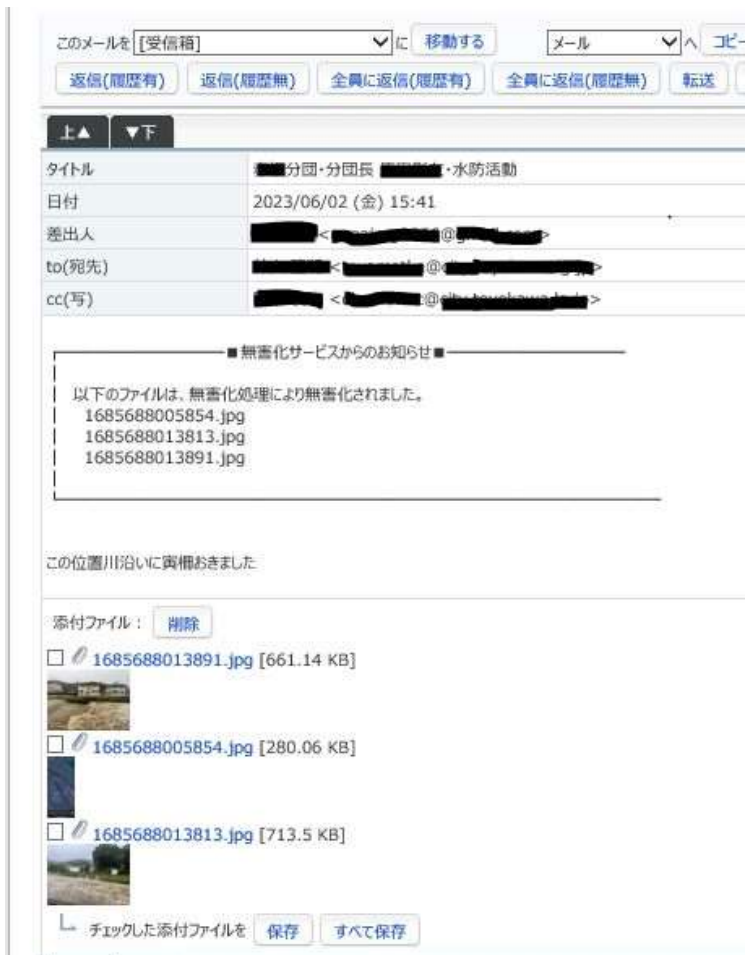 このメールを [受信箱] に 移動する メール へ コピー
返信(履歴有) 返信(履歴無) 全員に返信(履歴有) 全員に返信(履歴無) 転送
上▲ ▼下
タイトル 分団・分団長 ・水防活動
日付 2023/06/02 (金) 15:41
差出人 < @ >
to(宛先) < @ >
cc(写) < @ >
■無害化サービスからのお知らせ■
以下のファイルは、無害化処理により無害化されました。
1685688005854.jpg
1685688013813.jpg
1685688013891.jpg
この位置川沿いに寅柵おきました
添付ファイル: 削除
1685688013891.jpg [661.14 KB]
1685688005854.jpg [280.06 KB]
1685688013813.jpg [713.5 KB]
チェックした添付ファイルを 保存 すべて保存